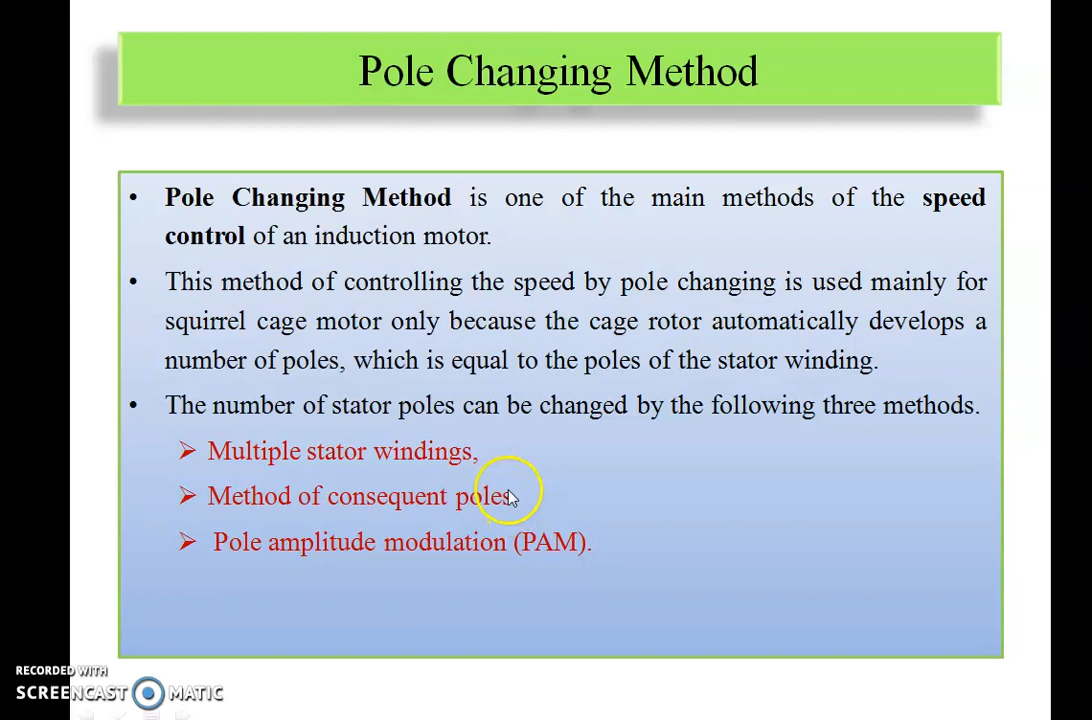 Pole Changing Method
• Pole Changing Method is one of the main methods of the speed
control of an induction motor.
• This method of controlling the speed by pole changing is used mainly for
squirrel cage motor only because the cage rotor automatically develops a
number of poles, which is equal to the poles of the stator winding.
• The number of stator poles can be changed by the following three methods.
➢ Multiple stator windings,
➢ Method of consequent poles
➢ Pole amplitude modulation (PAM).
RECORDED WITH
SCREENCAST MATIC